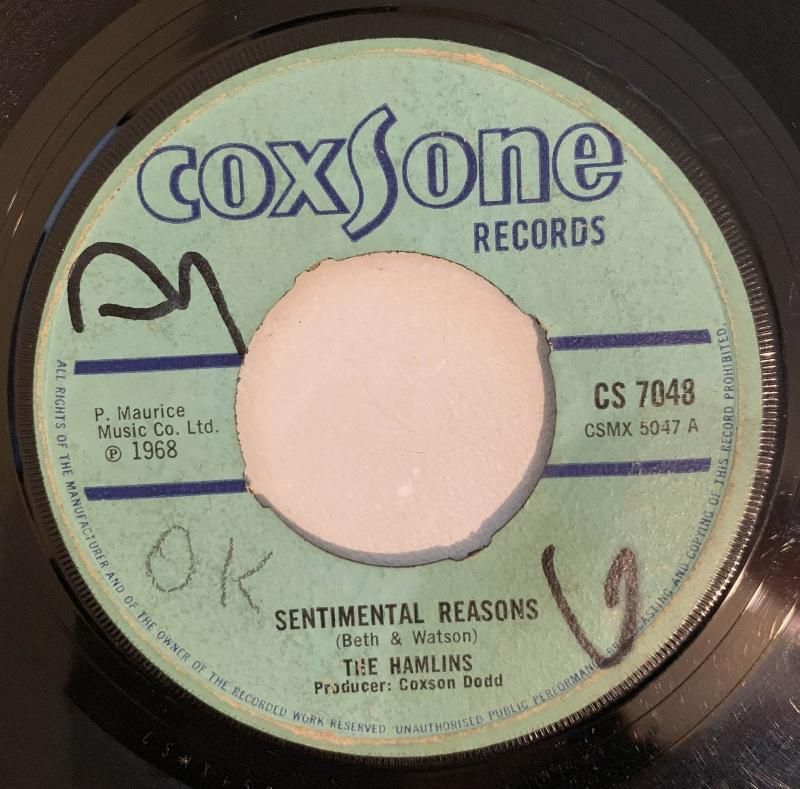 coxsone
RECORDS
P. Maurice
Music Co. Ltd.
℗ 1968
CS 7048
CSMX 5047 A
OK
SENTIMENTAL REASONS
(Beth & Watson)
THE HAMLINS
Producer: Coxson Dodd
ALL RIGHTS OF THE MANUFACTURER AND OF THE OWNER OF THE RECORDED WORK RESERVED UNAUTHORISED PUBLIC PERFORMANCE BROADCASTING AND COPYING OF THIS RECORD PROHIBITED.